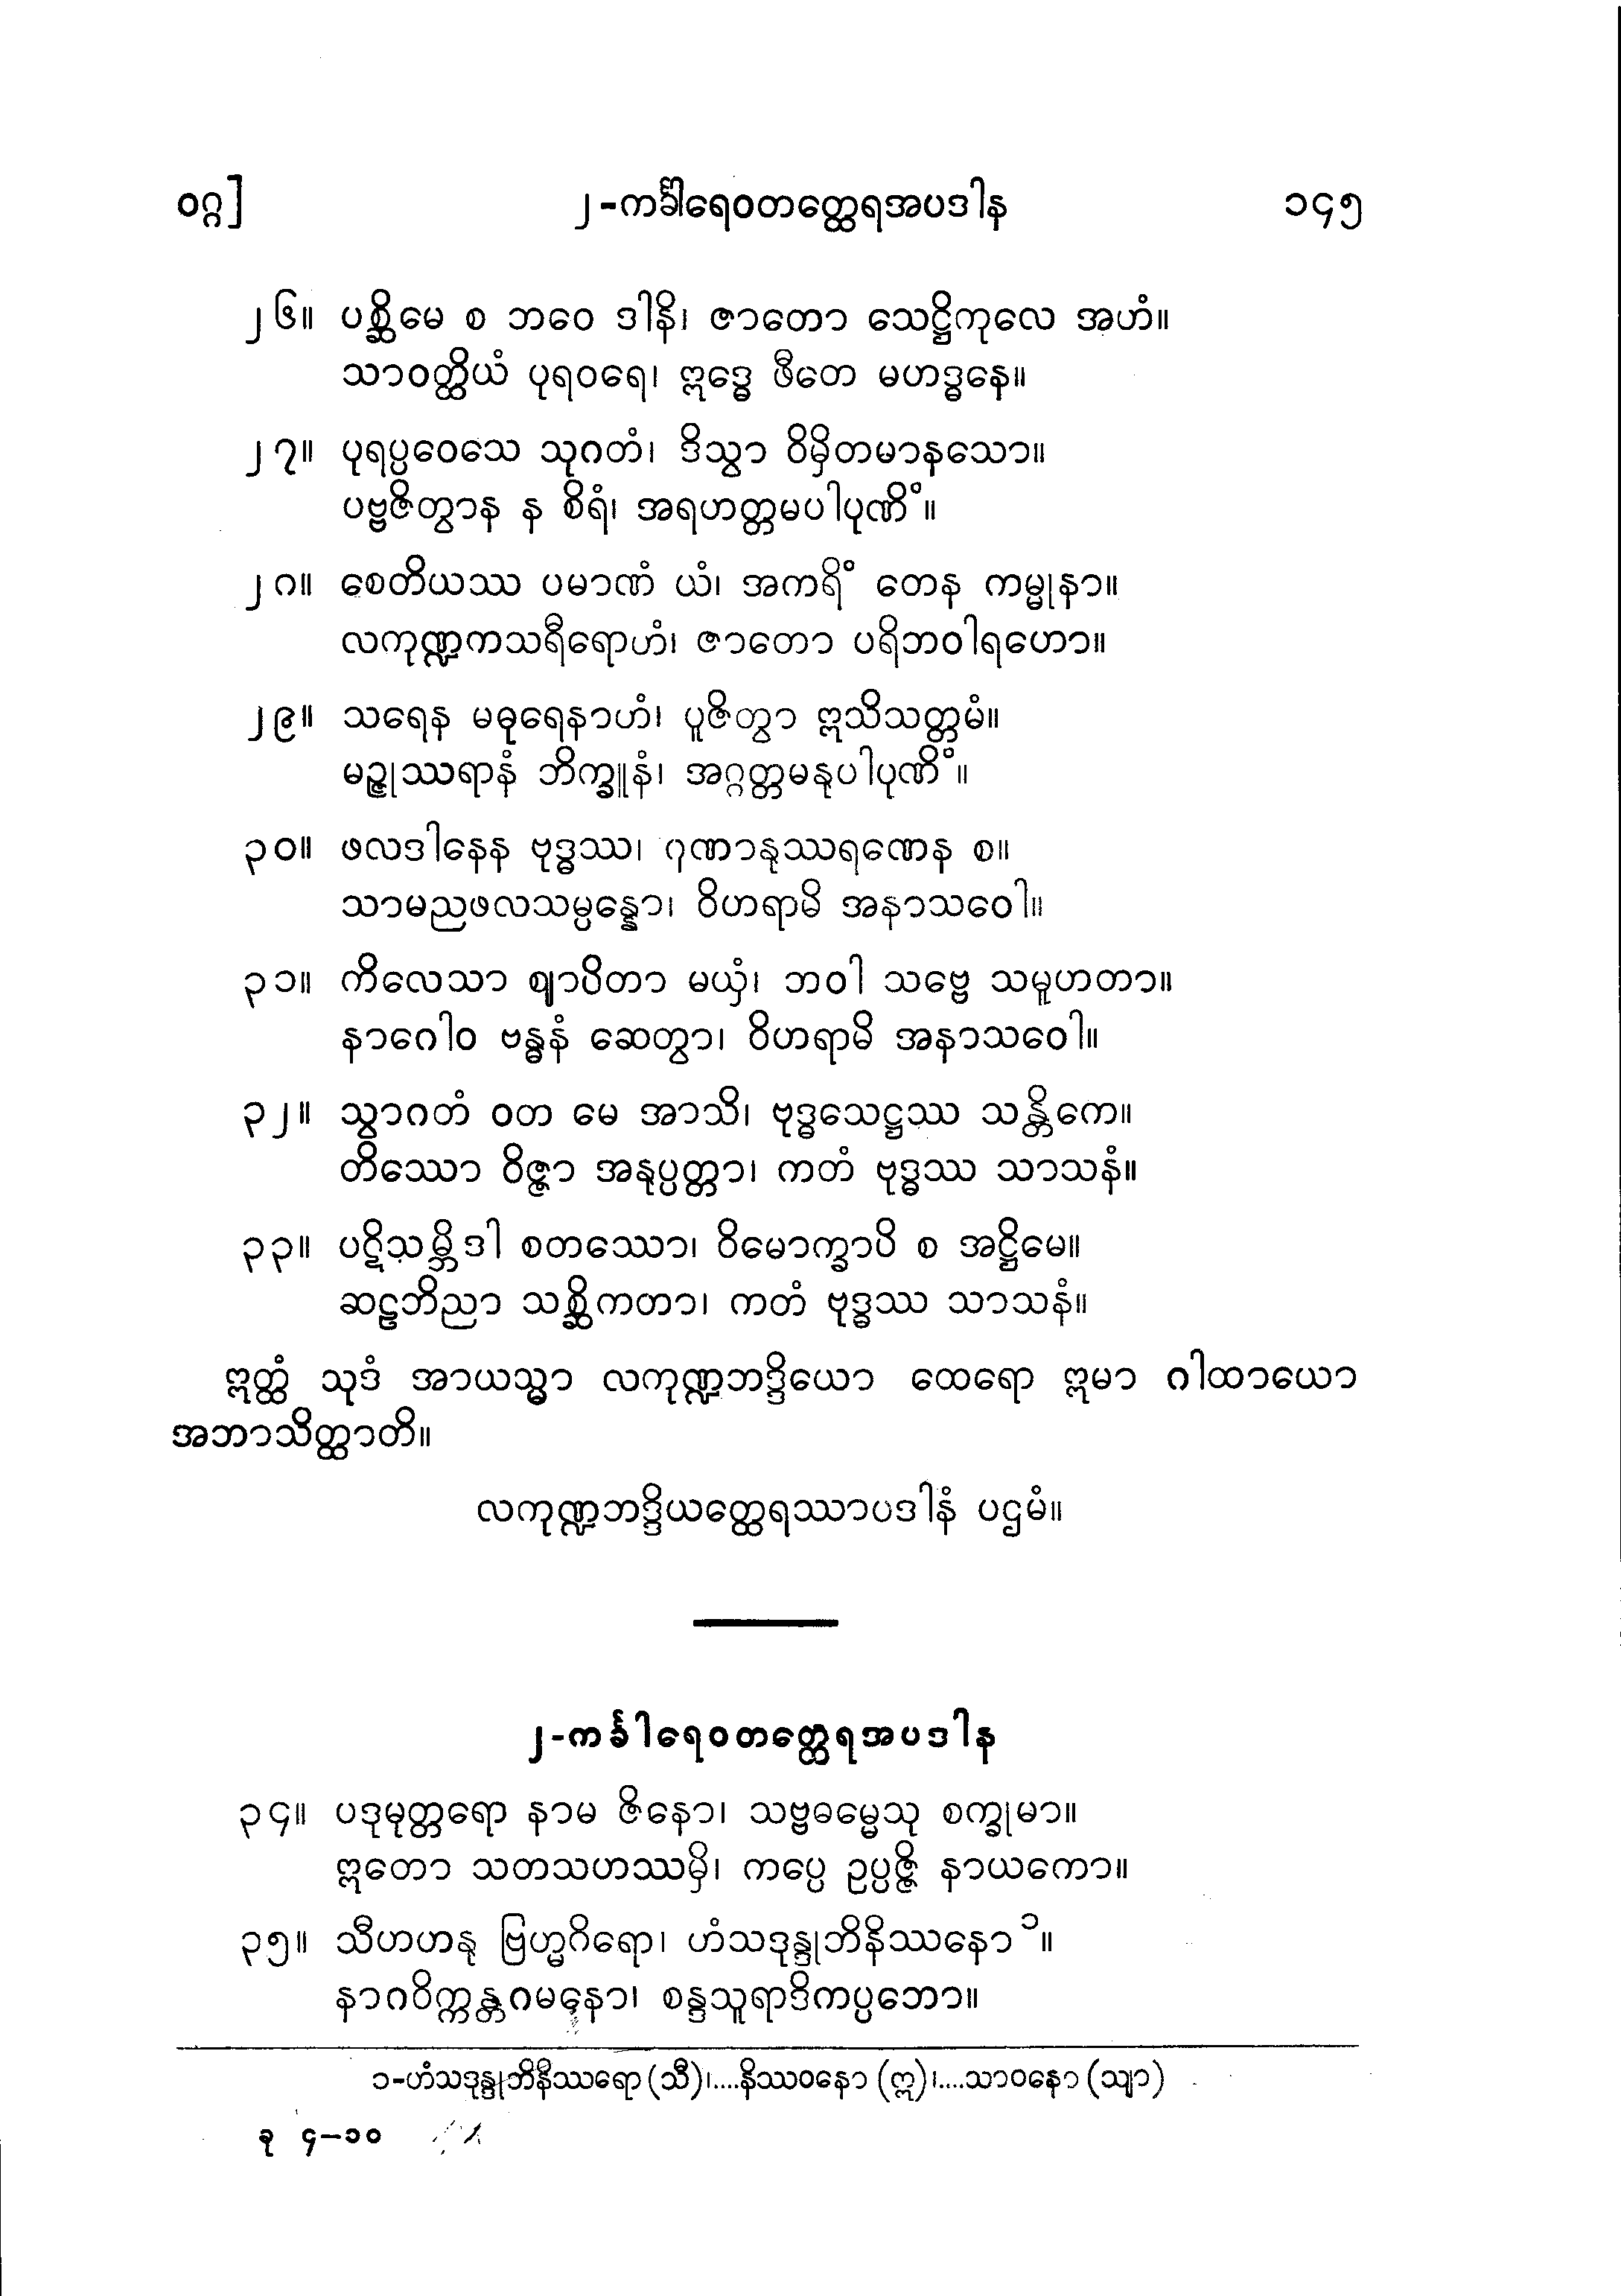 ဝဂ္ဂ] ၂-ကင်္ခါရေဝတတ္ထေရအပဒါန ၁၄၅
၂၆။ ပစ္ဆိမေ စ ဘဝေ ဒါနိ၊ ဇာတော သေဋ္ဌိကုလေ အဟံ။
သာဝတ္ထိယံ ပုရဝရေ၊ ဣဒ္ဓေ ဖီတေ မဟဒ္ဓနေ။
၂၇။ ပုရပ္ပဝေသေ သုဂတံ၊ ဒိသွာ ဝိမှိတမာနသော။
ပဗ္ဗဇိတွာန န စိရံ၊ အရဟတ္တမပါပုဏိံ။
၂၈။ စေတိယဿ ပမာဏံ ယံ၊ အကရိံ တေန ကမ္မုနာ။
လကုဏ္ဍကသရီရောဟံ၊ ဇာတော ပရိဘဝါရဟော။
၂၉။ သရေန မဓုရေနာဟံ၊ ပူဇိတွာ ဣသိသတ္တမံ။
မဉ္ဇုဿရာနံ ဘိက္ခူနံ၊ အဂ္ဂတ္တမနုပါပုဏိံ။
၃၀။ ဖလဒါနေန ဗုဒ္ဓဿ၊ ဂုဏာနုဿရဏေန စ။
သာမညဖလသမ္ပန္နော၊ ဝိဟရာမိ အနာသဝေါ။
၃၁။ ကိလေသာ ဈာပိတာ မယှံ၊ ဘဝါ သဗ္ဗေ သမူဟတာ။
နာဂေါဝ ဗန္ဓနံ ဆေတွာ၊ ဝိဟရာမိ အနာသဝေါ။
၃၂။ သွာဂတံ ဝတ မေ အာသိ၊ ဗုဒ္ဓသေဋ္ဌဿ သန္တိကေ။
တိဿော ဝိဇ္ဇာ အနုပ္ပတ္တာ၊ ကတံ ဗုဒ္ဓဿ သာသနံ။
၃၃။ ပဋိသမ္ဘိဒါ စတဿော၊ ဝိမောက္ခာပိ စ အဋ္ဌိမေ။
ဆဠဘိညာ သစ္ဆိကတာ၊ ကတံ ဗုဒ္ဓဿ သာသနံ။
ဣတ္ထံ သုဒံ အာယသ္မာ လကုဏ္ဍဘဒ္ဒိယော ထေရော ဣမာ ဂါထာယော
အဘာသိတ္ထာတိ။
လကုဏ္ဍဘဒ္ဒိယတ္ထေရဿာပဒါနံ ပဌမံ။
၂-ကင်္ခါရေဝတတ္ထေရအပဒါန
၃၄။ ပဒုမုတ္တရော နာမ ဇိနော၊ သဗ္ဗဓမ္မေသု စက္ခုမာ။
ဣတော သတသဟဿမှိ၊ ကပ္ပေ ဥပ္ပဇ္ဇိ နာယကော။
၃၅။ သီဟဟနု ဗြဟ္မဂိရော၊ ဟံသဒုန္ဒုဘိနိဿနော ၁။
နာဂဝိက္ကန္တဂမနော၊ စန္ဒသူရာဒိကပ္ပဘော။
၁-ဟံသဒုန္ဒုဘိနိဿရော (သီ)၊....နိဿဝနော (ဣ)၊....သာဝနော (သျာ)
ခု ၄−၁၀